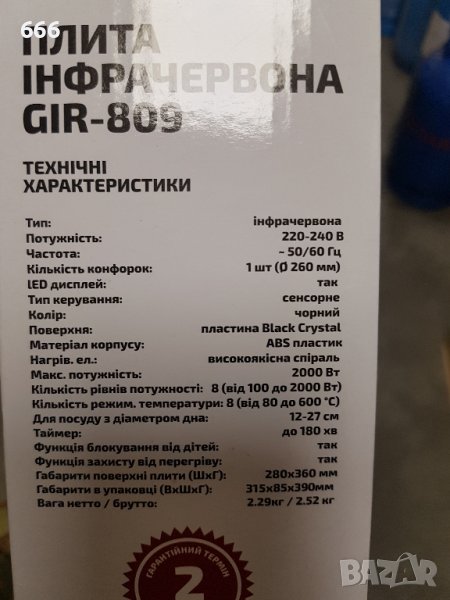 666
ПЛИТА
ІНФРАЧЕРВОНА
GIR-809
ТЕХНІЧНІ
ХАРАКТЕРИСТИКИ
Тип: інфрачервона
Потужність: 220-240 В
Частота: ~ 50/60 Гц
Кількість конфорок: 1 шт (Ø 260 мм)
LED дисплей: так
Тип керування: сенсорне
Колір: чорний
Поверхня: пластина Black Crystal
Матеріал корпусу: ABS пластик
Нагрів. ел.: високоякісна спіраль
Макс. потужність: 2000 Вт
Кількість рівнів потужності: 8 (від 100 до 2000 Вт)
Кількість режим. температури: 8 (від 80 до 600 °C)
Для посуду з діаметром дна: 12-27 см
Таймер: до 180 хв
Функція блокування від дітей: так
Функція захисту від перегріву: так
Габарити поверхні плити (ШхГ): 280х360 мм
Габарити в упаковці (ВхШхГ): 315х85х390мм
Вага нетто / брутто: 2.29кг / 2.52 кг
ГАРАНТІЙНИЙ ТЕРМІН
2
BAZAR